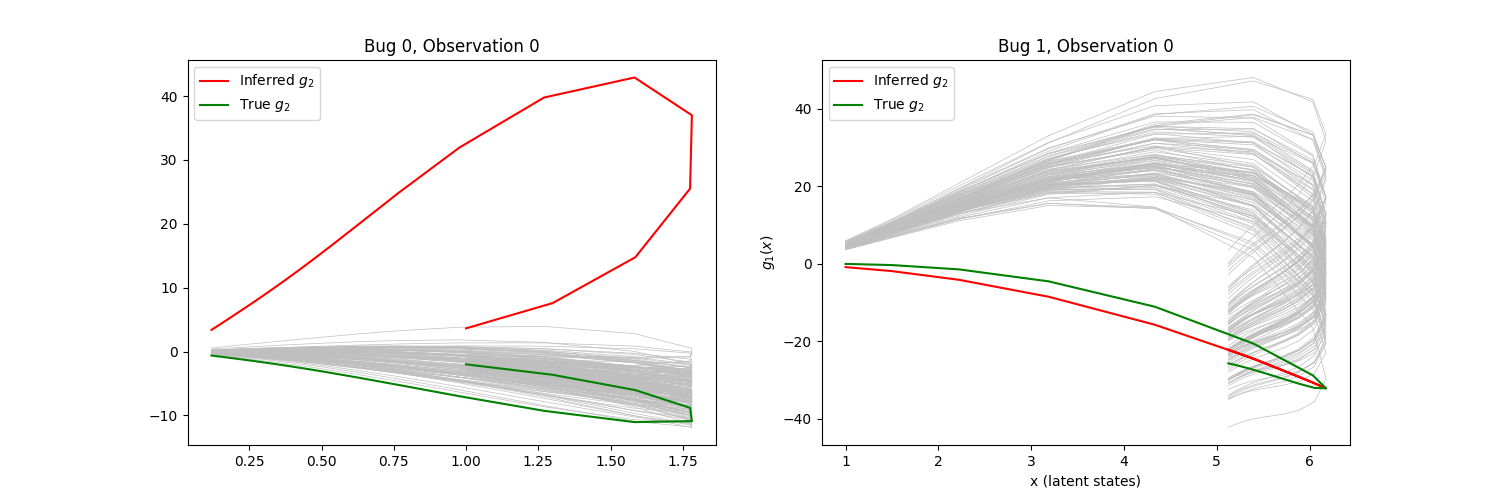 Bug 0, Observation 0
Inferred g₂
True g₂
40
30
20
10
0
−10
0.25 0.50 0.75 1.00 1.25 1.50 1.75
Bug 1, Observation 0
Inferred g₂
True g₂
g₁(x)
40
20
0
−20
−40
1 2 3 4 5 6
x (latent states)